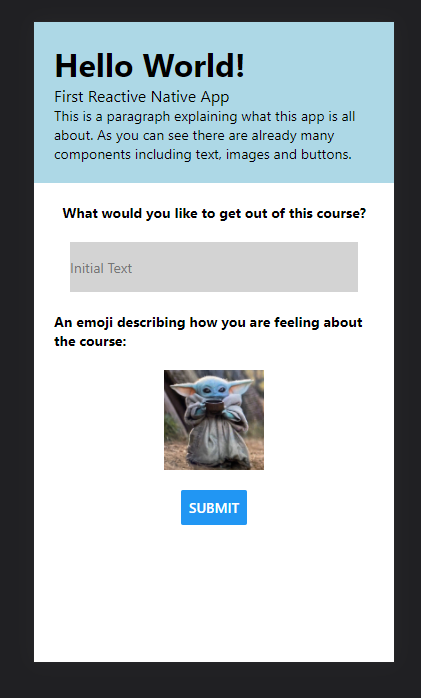 Hello World!
First Reactive Native App
This is a paragraph explaining what this app is all
about. As you can see there are already many
components including text, images and buttons.
What would you like to get out of this course?
Initial Text
An emoji describing how you are feeling about
the course:
SUBMIT